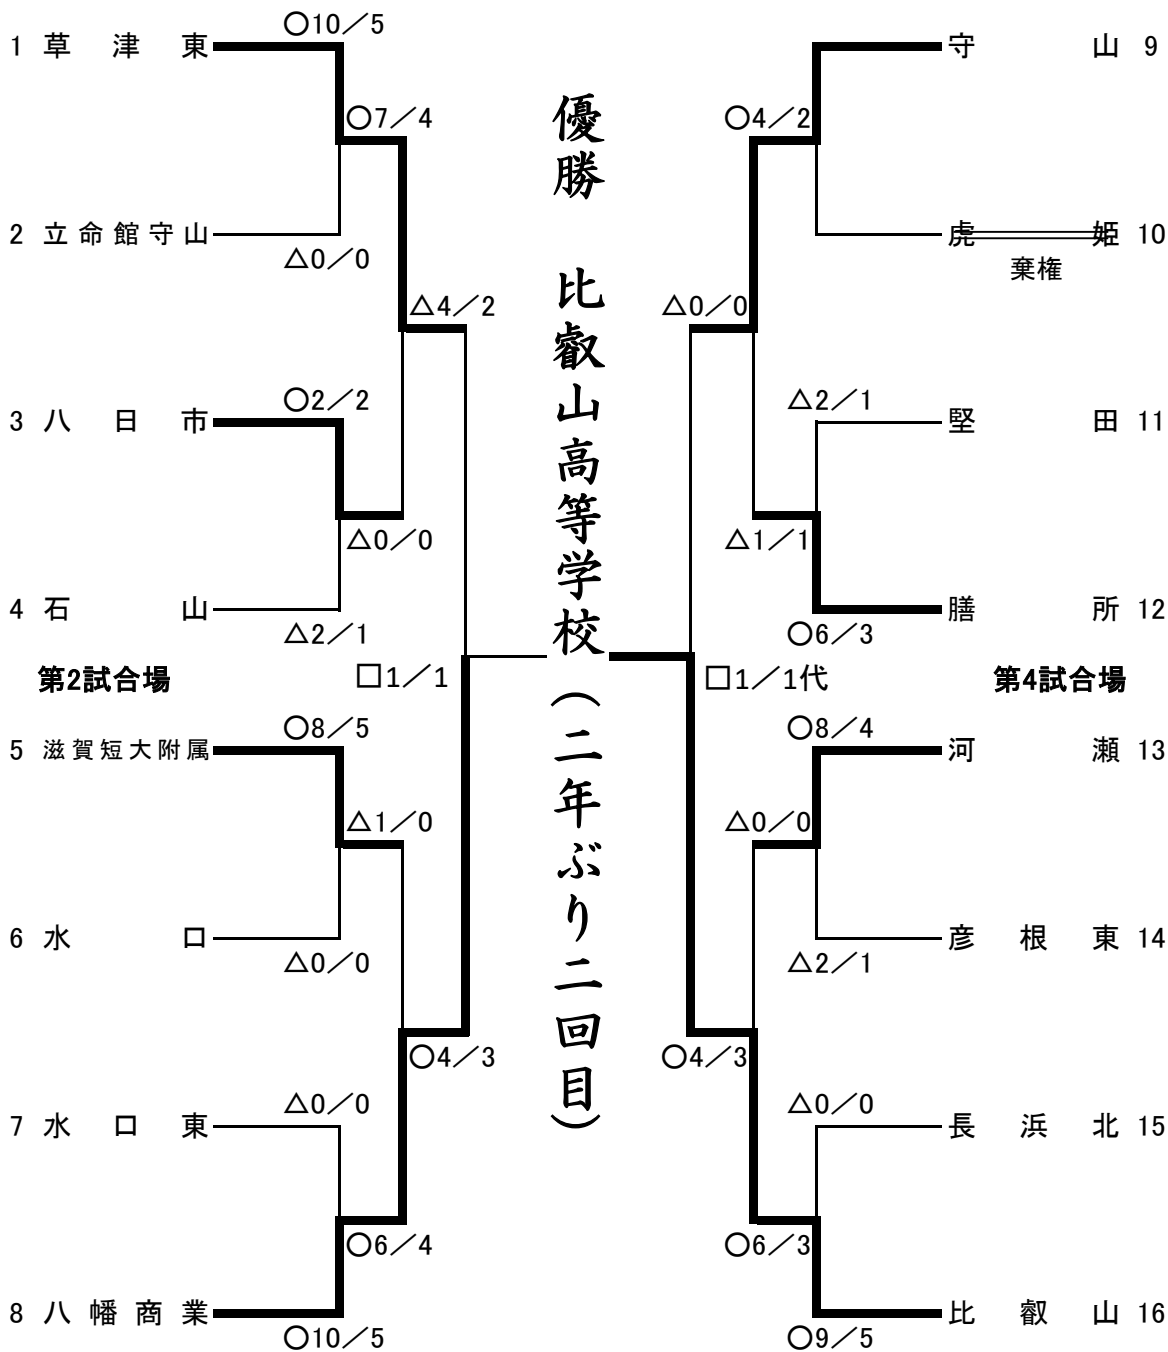 ○10／5
1 草津東
○7／4
2 立命館守山
△0／0
△4／2
3 八日市
○2／2
△0／0
4 石山
△2／1
第2試合場
□1／1
5 滋賀短大附属
○8／5
△1／0
6 水口
△0／0
○4／3
7 水口東
△0／0
○6／4
8 八幡商業
○10／5
優勝 比叡山高等学校（二年ぶり二回目）
守山 9
○4／2
虎姫 10
棄権
△0／0
△2／1
堅田 11
△1／1
膳所 12
○6／3
□1／1代
第4試合場
○8／4
河瀬 13
△0／0
彦根東 14
△2／1
○4／3
△0／0
長浜北 15
○6／3
比叡山 16
○9／5